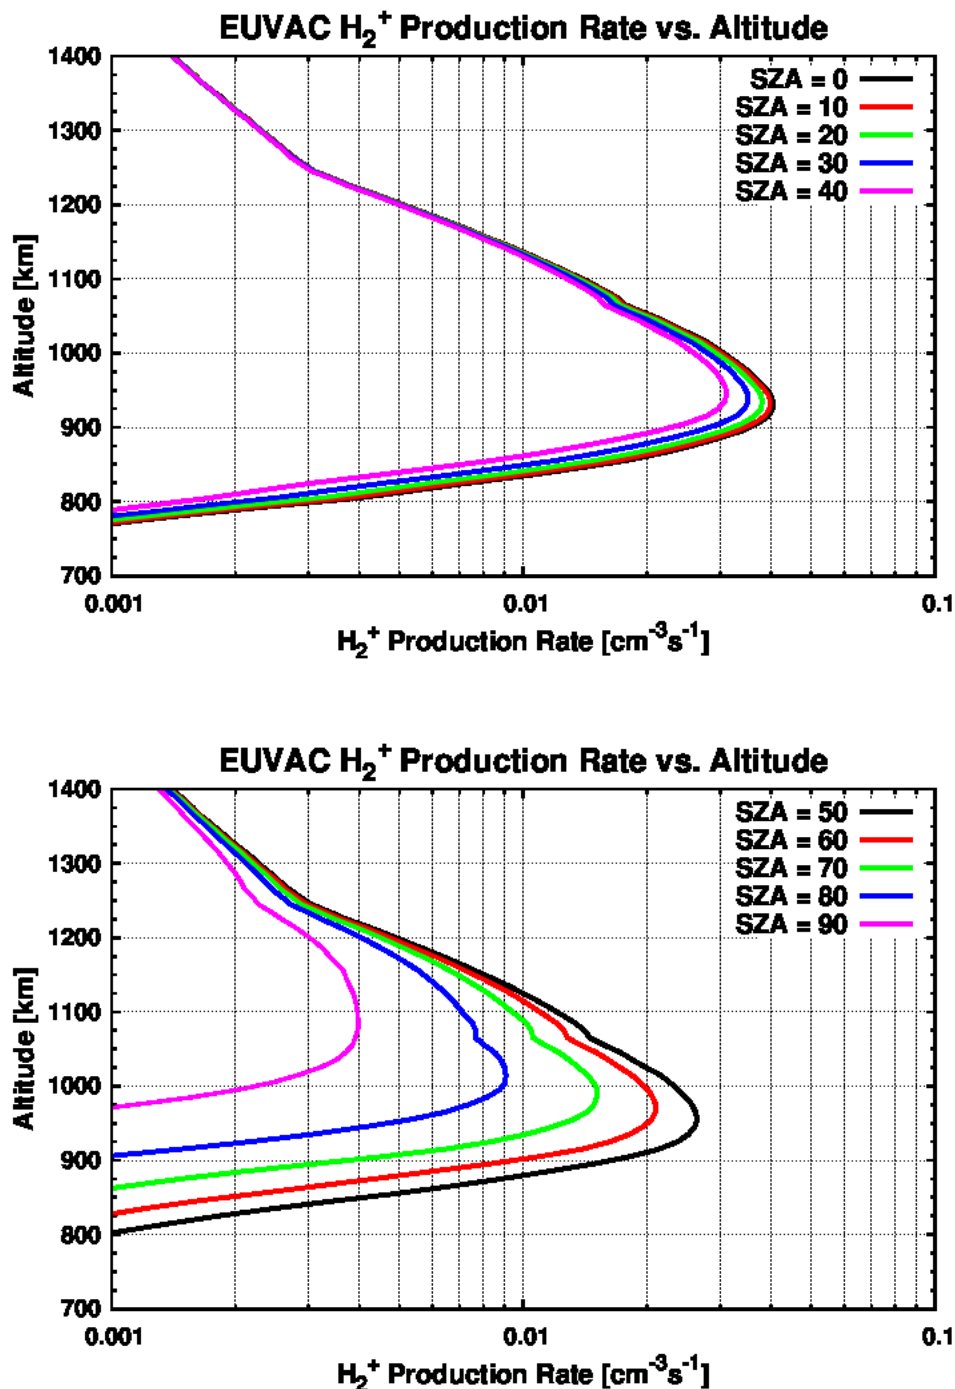 EUVAC H₂⁺ Production Rate vs. Altitude
1400
1300
1200
1100
1000
900
800
700
Altitude [km]
SZA = 0
SZA = 10
SZA = 20
SZA = 30
SZA = 40
0.001 0.01 0.1
H₂⁺ Production Rate [cm⁻³s⁻¹]
EUVAC H₂⁺ Production Rate vs. Altitude
1400
1300
1200
1100
1000
900
800
700
Altitude [km]
SZA = 50
SZA = 60
SZA = 70
SZA = 80
SZA = 90
0.001 0.01 0.1
H₂⁺ Production Rate [cm⁻³s⁻¹]